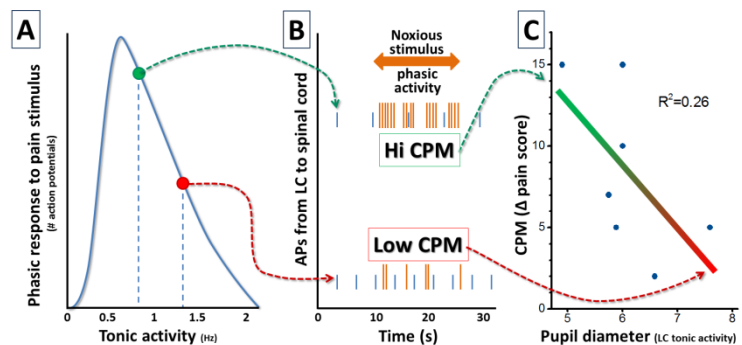 A
Phasic response to pain stimulus
(# action potentials)
0
0.5
1
1.5
2
Tonic activity (Hz)
B
APs from LC to spinal cord
Noxious
stimulus
phasic
activity
Hi CPM
Low CPM
0
10
20
30
Time (s)
C
CPM (Δ pain score)
15
15
10
5
0
R²=0.26
5
6
7
8
Pupil diameter (LC tonic activity)